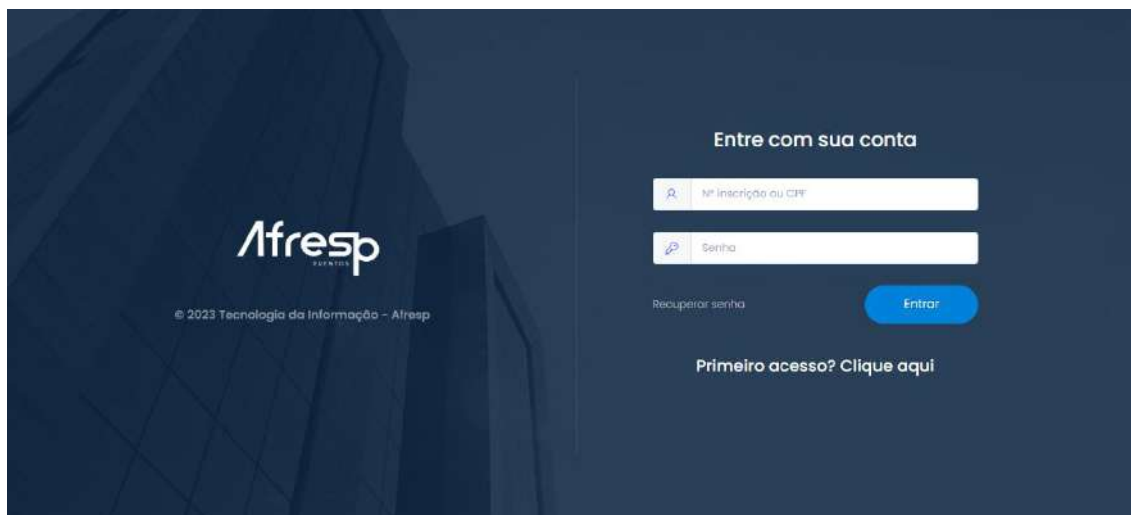 Afresp
EVENTOS
© 2023 Tecnologia da Informação - Afresp
Entre com sua conta
Nº inscrição ou CPF
Senha
Recuperar senha
Entrar
Primeiro acesso? Clique aqui